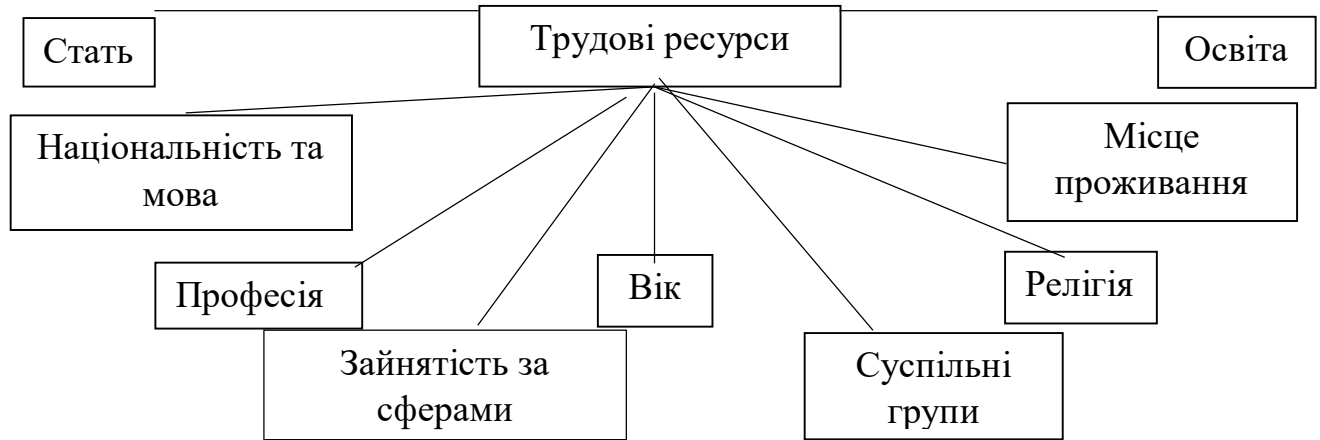 Стать
Трудові ресурси
Освіта
Національність та
мова
Місце
проживання
Професія
Вік
Релігія
Зайнятість за
сферами
Суспільні
групи